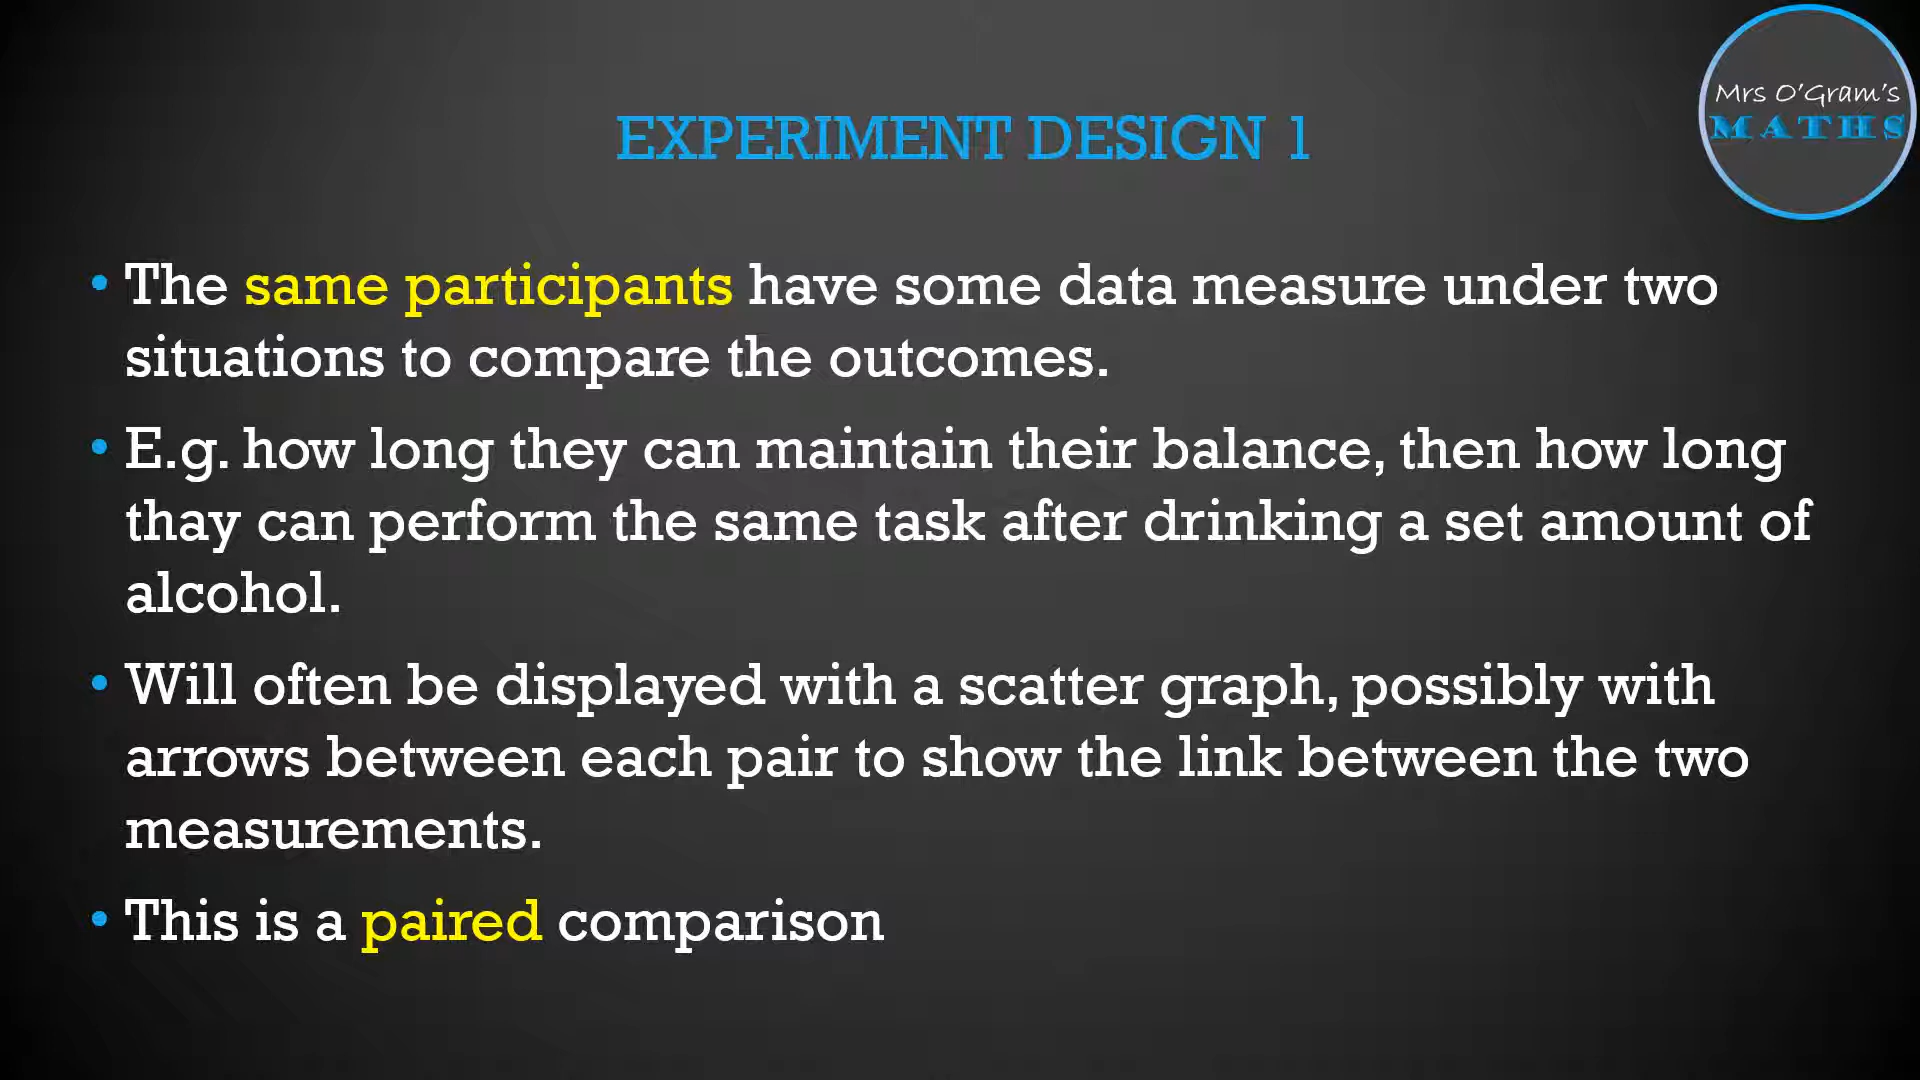 Mrs O'Gram's
MATHS
EXPERIMENT DESIGN 1
• The same participants have some data measure under two
situations to compare the outcomes.
• E.g. how long they can maintain their balance, then how long
thay can perform the same task after drinking a set amount of
alcohol.
• Will often be displayed with a scatter graph, possibly with
arrows between each pair to show the link between the two
measurements.
• This is a paired comparison